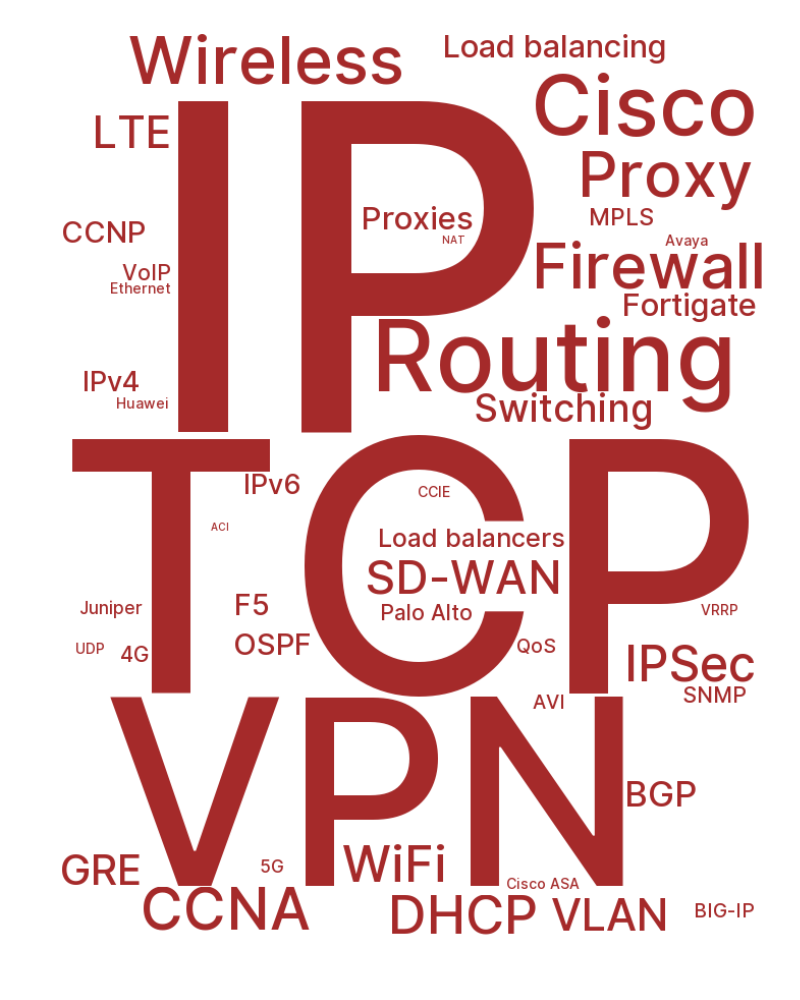 Wireless
Load balancing
Cisco
LTE
IP
Proxy
Proxies
MPLS
CCNP
NAT
Avaya
Firewall
VoIP
Ethernet
Fortigate
Routing
IPv4
Huawei
Switching
TCP
IPv6
CCIE
ACI
Load balancers
SD-WAN
Juniper
F5
Palo Alto
VRRP
UDP
4G
OSPF
QoS
IPSec
SNMP
AVI
VPN
BGP
GRE
5G
WiFi
Cisco ASA
CCNA
DHCP
VLAN
BIG-IP